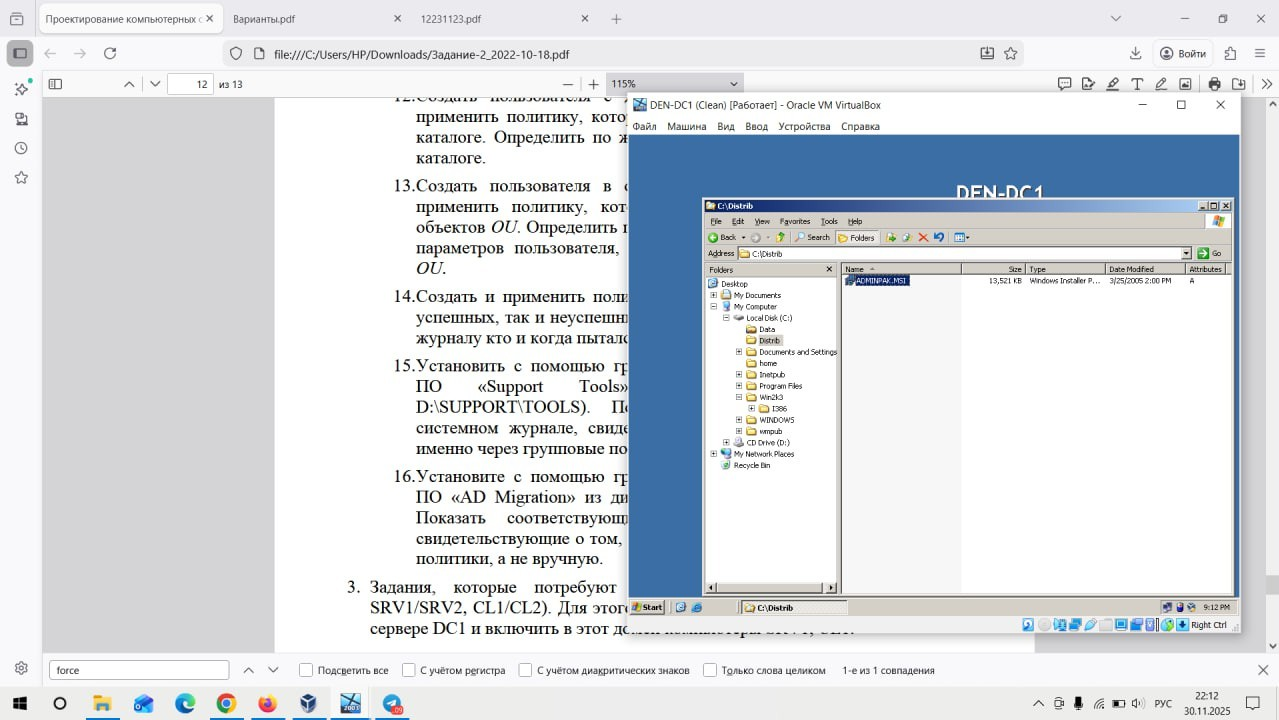 Проектирование компьютерных с
Варианты.pdf
12231123.pdf
file:///C:/Users/HP/Downloads/Задание-2_2022-10-18.pdf
Войти
12 из 13
115%
12.Создать пользователя с
применить политику, кото
каталоге. Определить по ж
каталоге.
13.Создать пользователя в
применить политику, кот
объектов OU. Определить
параметров пользователя,
OU.
14.Создать и применить поли
успешных, так и неуспешн
журналу кто и когда пытал
15.Установить с помощью гр
ПО «Support Tools»
D:\SUPPORT\TOOLS). По
системном журнале, свиде
именно через групповые по
16.Установите с помощью гр
ПО «AD Migration» из ди
Показать соответствующи
свидетельствующие о том,
политики, а не вручную.
3. Задания, которые потребуют
SRV1/SRV2, CL1/CL2). Для этого
сервере DC1 и включить в этот домен компьютеры SRV1, CL1.
DEN-DC1 (Clean) [Работает] - Oracle VM VirtualBox
Файл Машина Вид Ввод Устройства Справка
DEN-DC1
C:\Distrib
File Edit View Favorites Tools Help
Back Search Folders
Address C:\Distrib Go
Folders
Desktop
My Documents
My Computer
Local Disk (C:)
Data
Distrib
Documents and Settings
home
Inetpub
Program Files
Win2k3
I386
WINDOWS
wmpub
CD Drive (D:)
My Network Places
Recycle Bin
Name Size Type Date Modified Attributes
ADMINPAK.MSI 13,521 KB Windows Installer P... 3/25/2005 2:00 PM A
Start C:\Distrib 9:12 PM
Right Ctrl
force Подсветить все С учётом регистра С учётом диакритических знаков Только слова целиком 1-е из 1 совпадения
РУС
22:12
30.11.2025